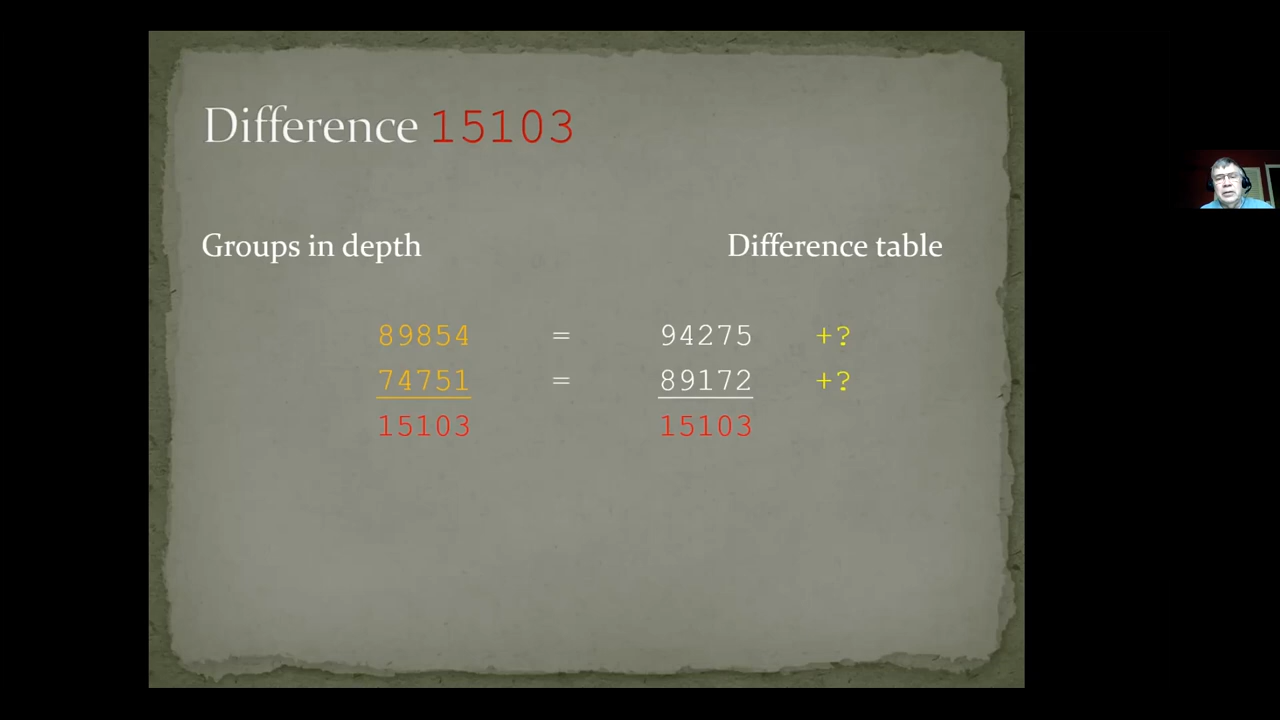 Difference 15103
Groups in depth Difference table
89854 = 94275 +?
74751 = 89172 +?
15103 15103